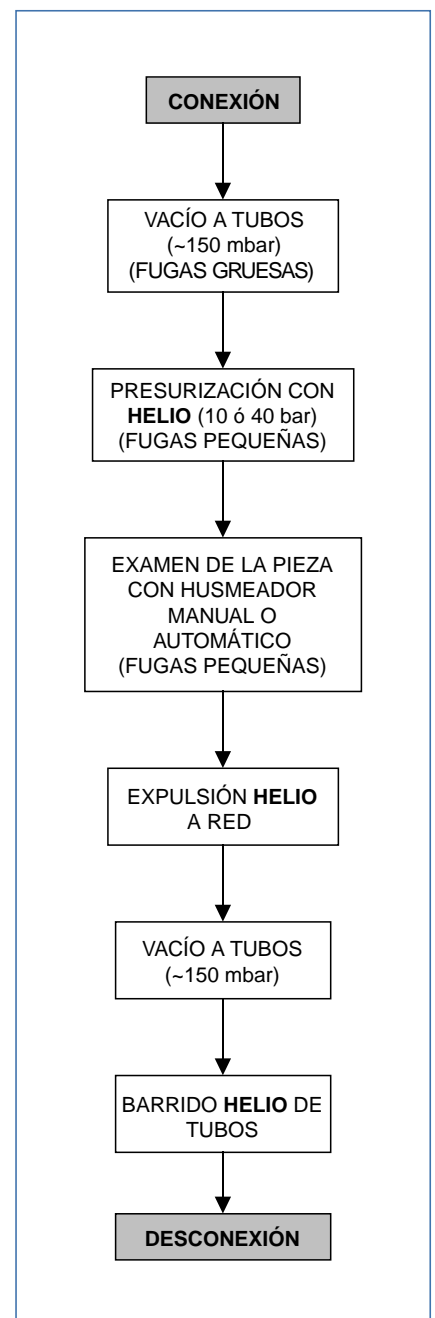 CONEXIÓN
VACÍO A TUBOS
(~150 mbar)
(FUGAS GRUESAS)
PRESURIZACIÓN CON
HELIO (10 ó 40 bar)
(FUGAS PEQUEÑAS)
EXAMEN DE LA PIEZA
CON HUSMEADOR
MANUAL O
AUTOMÁTICO
(FUGAS PEQUEÑAS)
EXPULSIÓN HELIO
A RED
VACÍO A TUBOS
(~150 mbar)
BARRIDO HELIO DE
TUBOS
DESCONEXIÓN